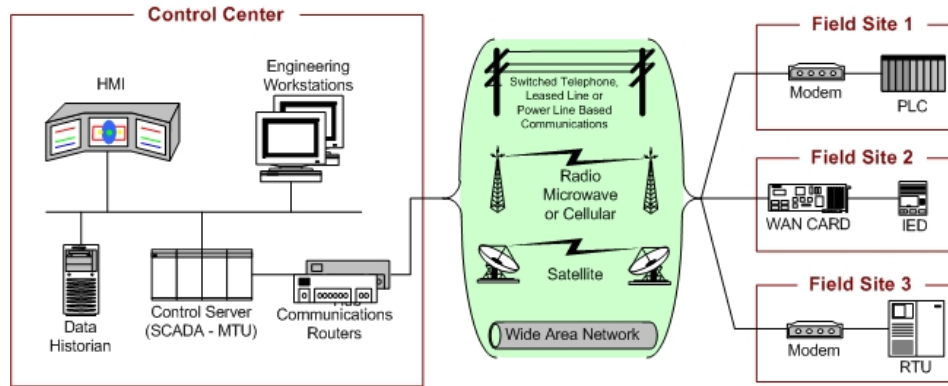 Control Center
HMI
Engineering
Workstations
Data
Historian
Control Server
(SCADA - MTU)
Communications
Routers
Switched Telephone,
Leased Line or
Power Line Based
Communications
Radio
Microwave
or Cellular
Satellite
Wide Area Network
Field Site 1
Modem
PLC
Field Site 2
WAN CARD
IED
Field Site 3
Modem
RTU